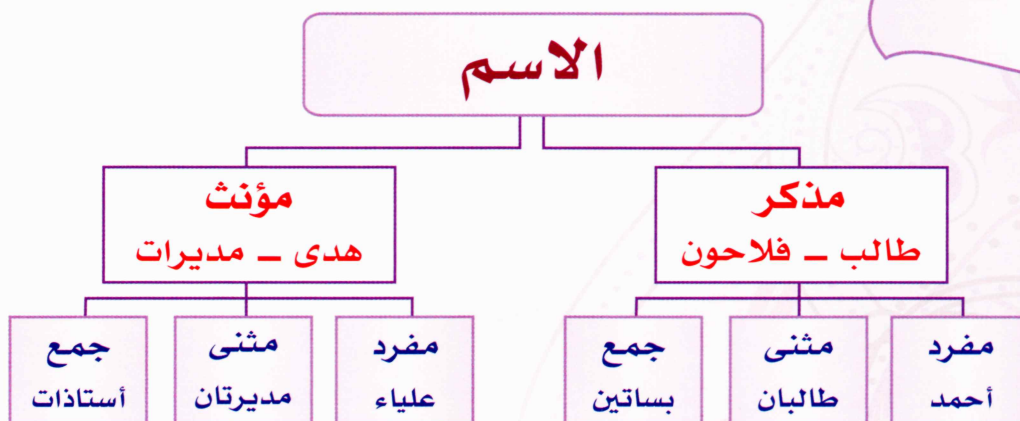 الاسم
مذكر
طالب – فلاحون
مؤنث
هدى – مديرات
مفرد
أحمد
مثنى
طالبان
جمع
بساتين
مفرد
علياء
مثنى
مديرتان
جمع
أستاذات